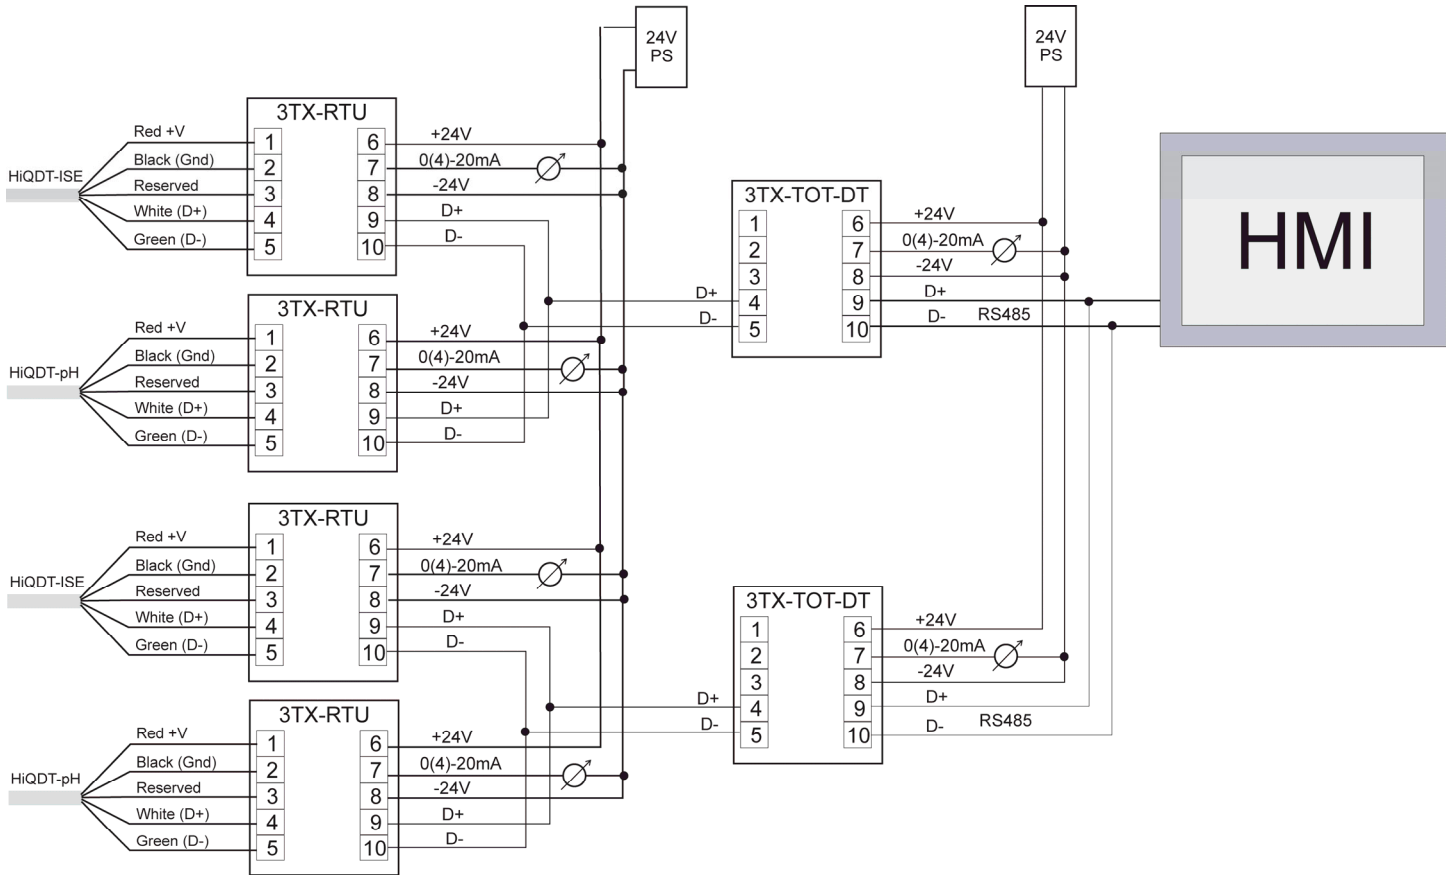 24V
PS
24V
PS
3TX-RTU
HiQDT-ISE
Red +V
Black (Gnd)
Reserved
White (D+)
Green (D-)
1
2
3
4
5
6
7
8
9
10
+24V
0(4)-20mA
-24V
D+
D-
3TX-RTU
HiQDT-pH
Red +V
Black (Gnd)
Reserved
White (D+)
Green (D-)
1
2
3
4
5
6
7
8
9
10
+24V
0(4)-20mA
-24V
D+
D-
D+
D-
3TX-TOT-DT
1
2
3
4
5
6
7
8
9
10
+24V
0(4)-20mA
-24V
D+
D-
RS485
HMI
3TX-RTU
HiQDT-ISE
Red +V
Black (Gnd)
Reserved
White (D+)
Green (D-)
1
2
3
4
5
6
7
8
9
10
+24V
0(4)-20mA
-24V
D+
D-
3TX-RTU
HiQDT-pH
Red +V
Black (Gnd)
Reserved
White (D+)
Green (D-)
1
2
3
4
5
6
7
8
9
10
+24V
0(4)-20mA
-24V
D+
D-
D+
D-
3TX-TOT-DT
1
2
3
4
5
6
7
8
9
10
+24V
0(4)-20mA
-24V
D+
D-
RS485